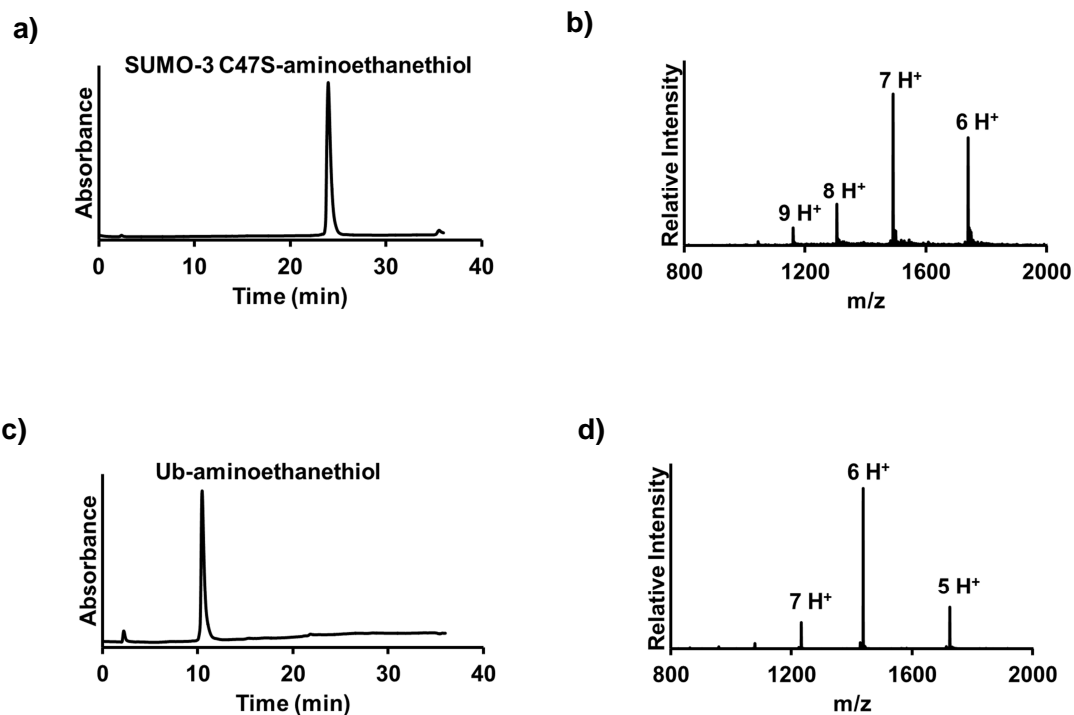 a)
SUMO-3 C47S-aminoethanethiol
Absorbance
0 10 20 30 40
Time (min)
b)
Relative Intensity
9 H+
8 H+
7 H+
6 H+
800 1200 1600 2000
m/z
c)
Ub-aminoethanethiol
Absorbance
0 10 20 30 40
Time (min)
d)
Relative Intensity
7 H+
6 H+
5 H+
800 1200 1600 2000
m/z